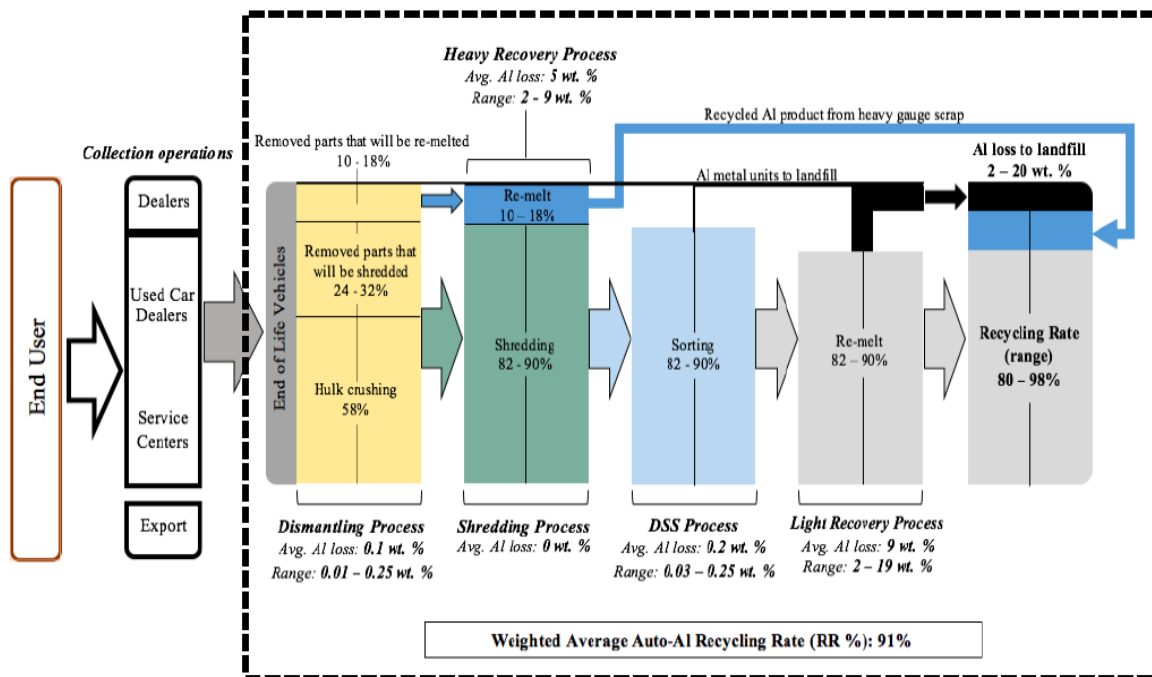 Heavy Recovery Process
Avg. Al loss: 5 wt. %
Range: 2 - 9 wt. %
Recycled Al product from heavy gauge scrap
Removed parts that will be re-melted
10 - 18%
Collection operations
Al loss to landfill
2 – 20 wt. %
Al metal units to landfill
End User
Dealers
Used Car
Dealers
Service
Centers
Export
End of Life Vehicles
Removed parts that
will be shredded
24 - 32%
Hulk crushing
58%
Re-melt
10 – 18%
Shredding
82 - 90%
Sorting
82 - 90%
Re-melt
82 – 90%
Recycling Rate
(range)
80 – 98%
Dismantling Process
Avg. Al loss: 0.1 wt. %
Range: 0.01 – 0.25 wt. %
Shredding Process
Avg. Al loss: 0 wt. %
DSS Process
Avg. Al loss: 0.2 wt. %
Range: 0.03 – 0.25 wt. %
Light Recovery Process
Avg. Al loss: 9 wt. %
Range: 2 – 19 wt. %
Weighted Average Auto-Al Recycling Rate (RR %): 91%